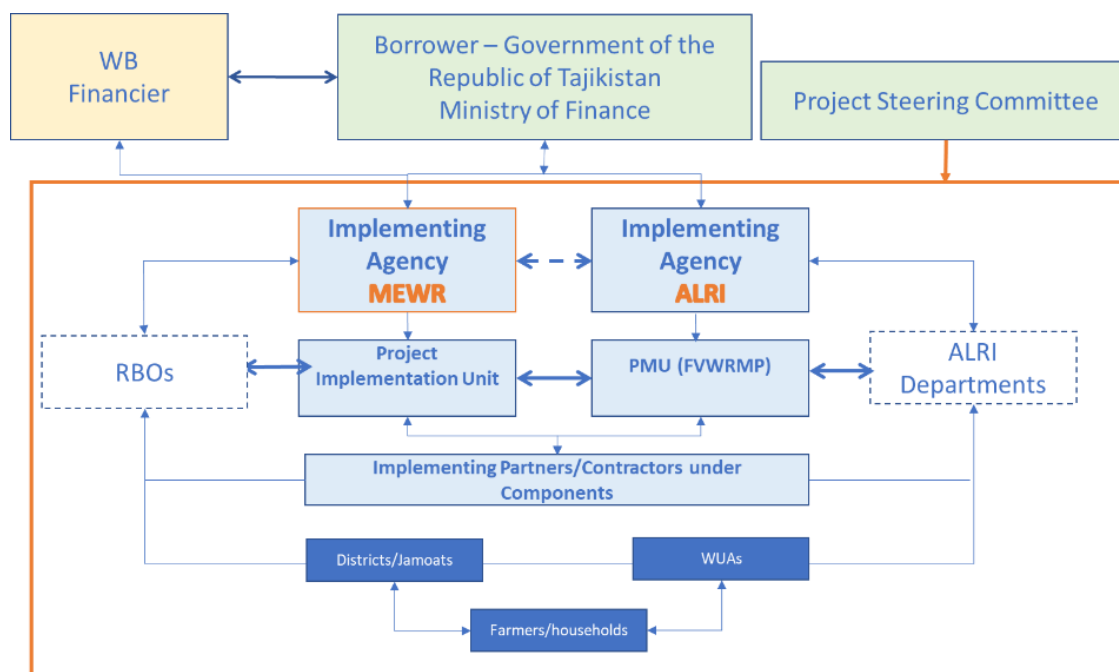 WB
Financier
Borrower – Government of the
Republic of Tajikistan
Ministry of Finance
Project Steering Committee
Implementing
Agency
MEWR
Implementing
Agency
ALRI
RBOs
Project
Implementation Unit
PMU (FVWRMP)
ALRI
Departments
Implementing Partners/Contractors under
Components
Districts/Jamoats
WUAs
Farmers/households